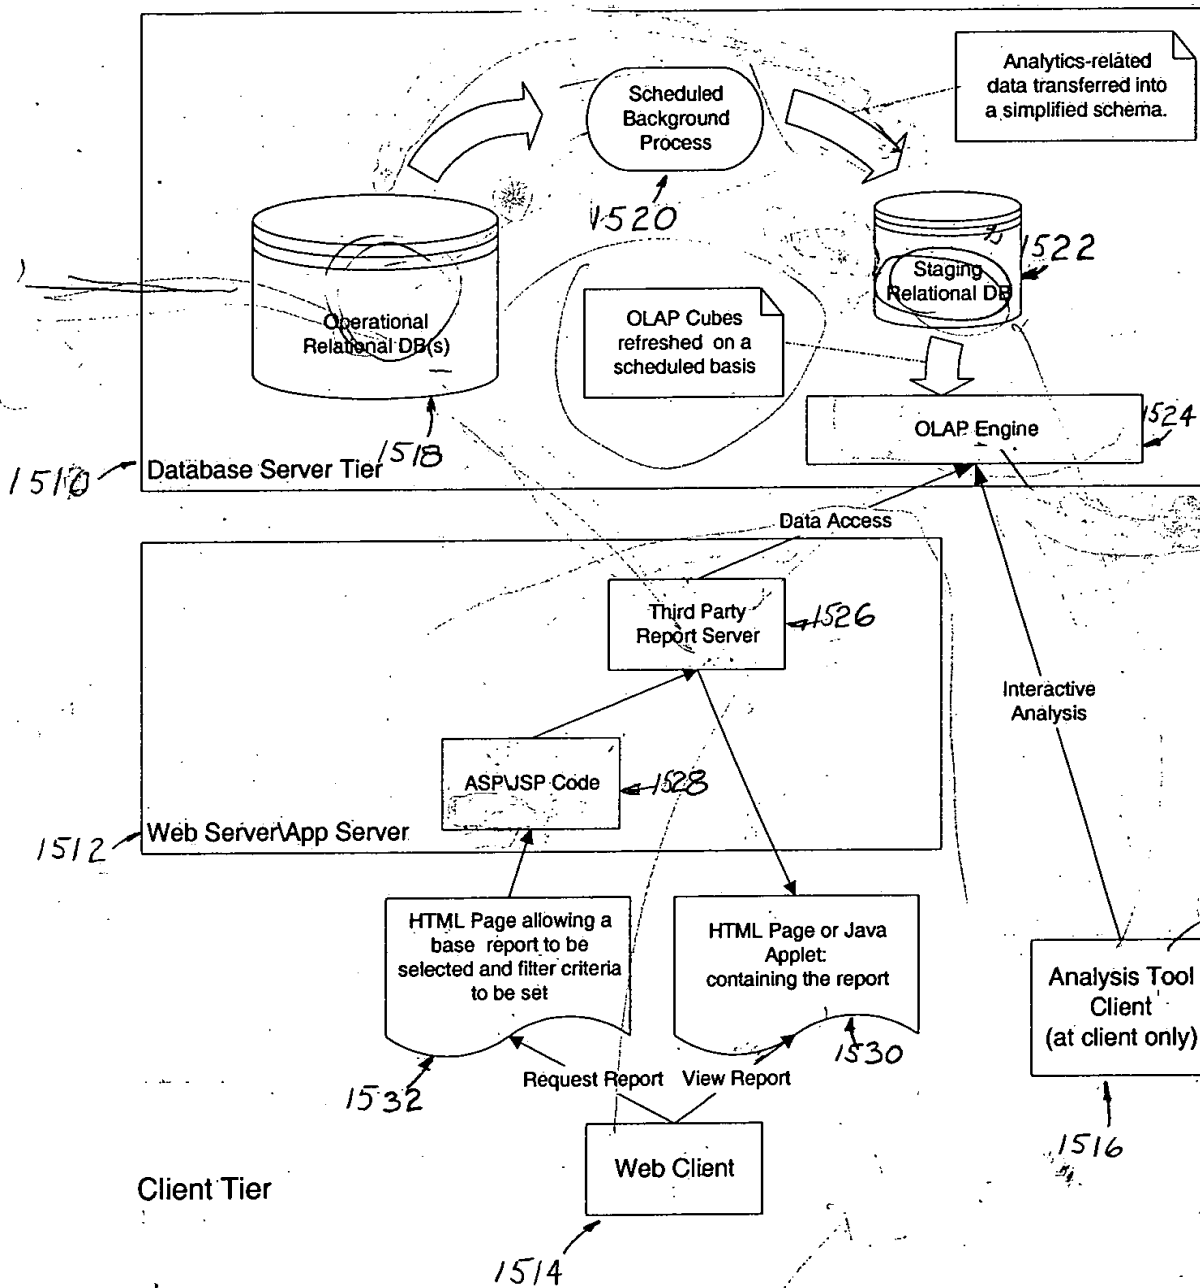 Analytics-related
data transferred into
a simplified schema.
Scheduled
Background
Process
1520
1522
Staging
Relational DB
OLAP Cubes
refreshed on a
scheduled basis
Operational
Relational DB(s)
1518
OLAP Engine
1524
1510
Database Server Tier
Data Access
Third Party
Report Server
1526
Interactive
Analysis
ASP\JSP Code
1528
1512
Web Server\App Server
HTML Page allowing a
base report to be
selected and filter criteria
to be set
HTML Page or Java
Applet:
containing the report
Analysis Tool
Client
(at client only)
1530
1532
Request Report
View Report
1516
Web Client
Client Tier
1514